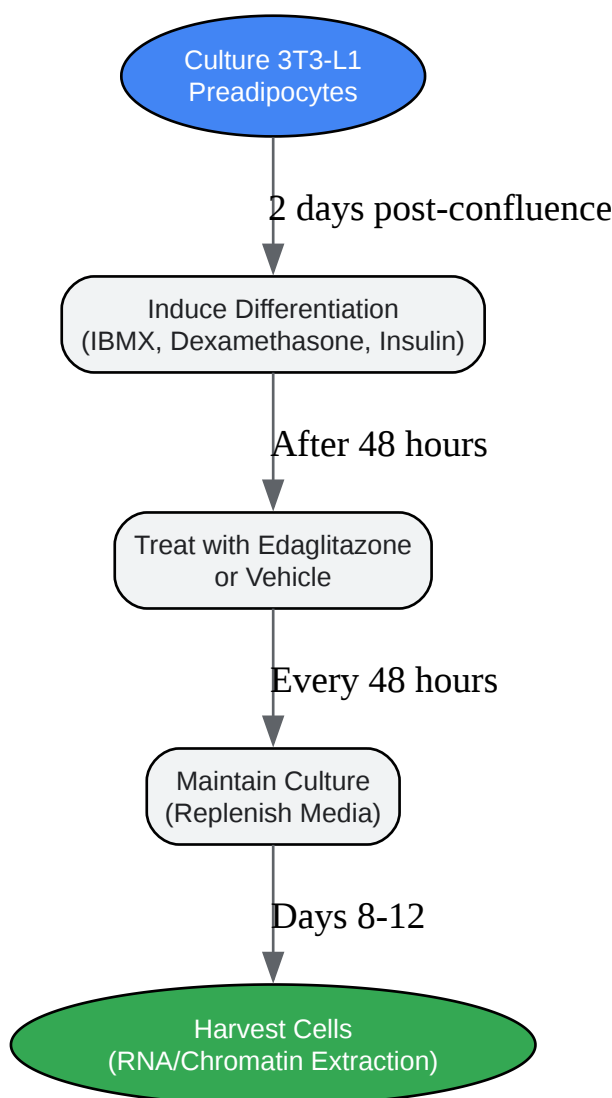 Culture 3T3-L1
Preadipocytes
2 days post-confluence
Induce Differentiation
(IBMX, Dexamethasone, Insulin)
After 48 hours
Treat with Edaglitazone
or Vehicle
Every 48 hours
Maintain Culture
(Replenish Media)
Days 8-12
Harvest Cells
(RNA/Chromatin Extraction)